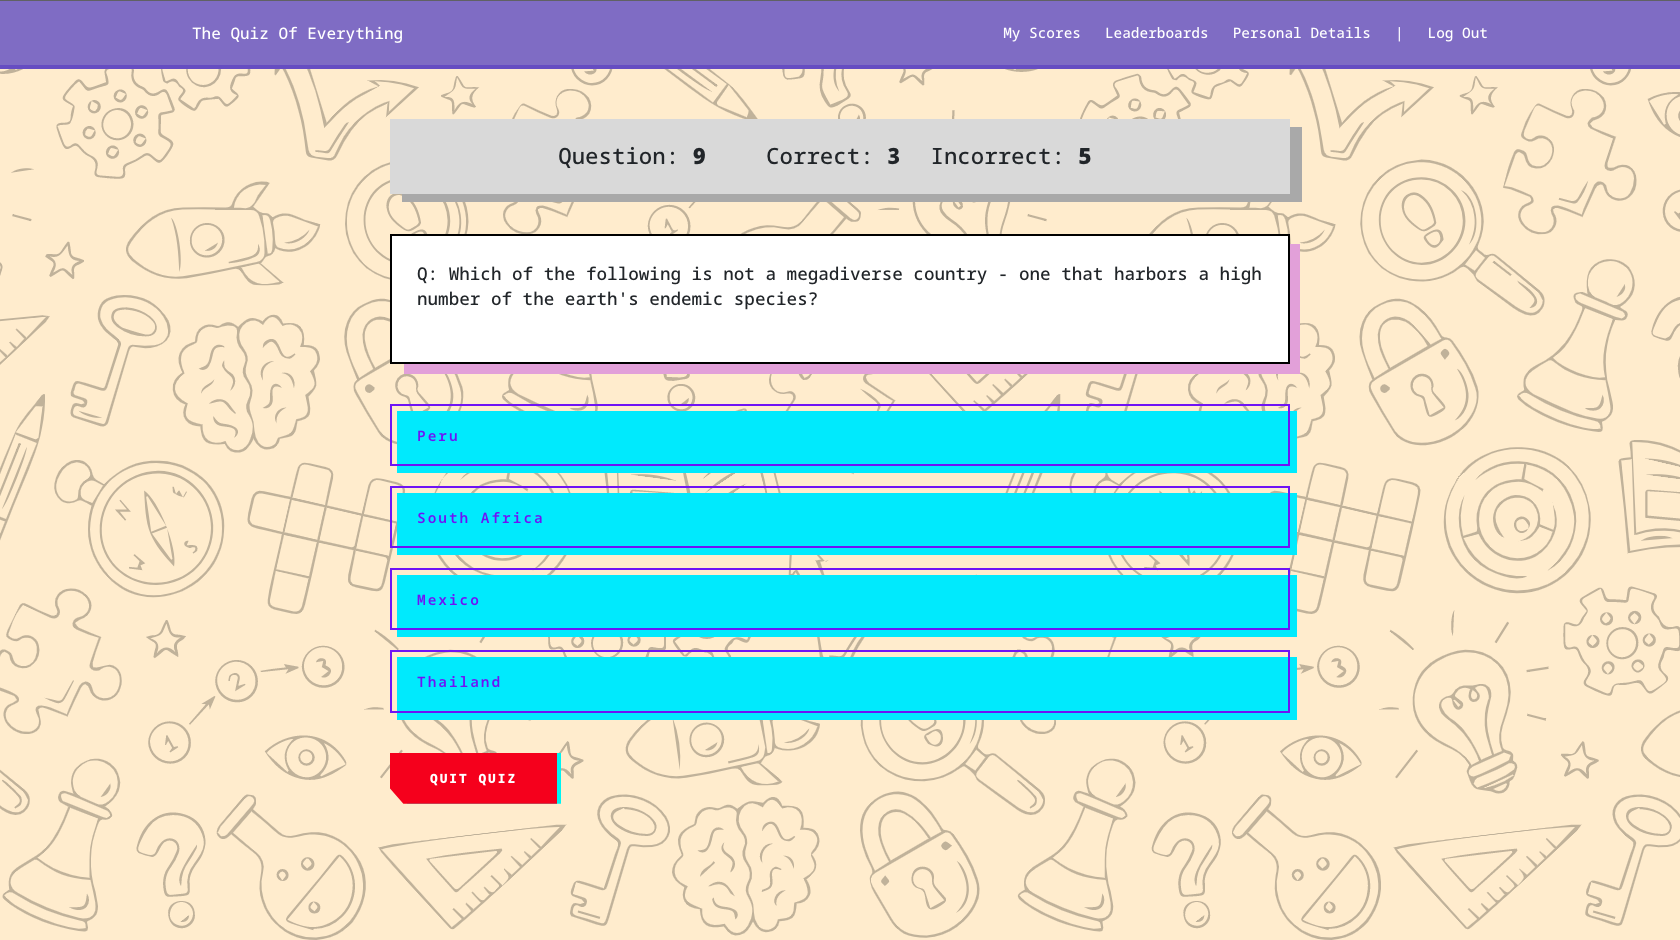 The Quiz Of Everything
My Scores Leaderboards Personal Details | Log Out
Question: 9 Correct: 3 Incorrect: 5
Q: Which of the following is not a megadiverse country - one that harbors a high
number of the earth's endemic species?
Peru
South Africa
Mexico
Thailand
QUIT QUIZ